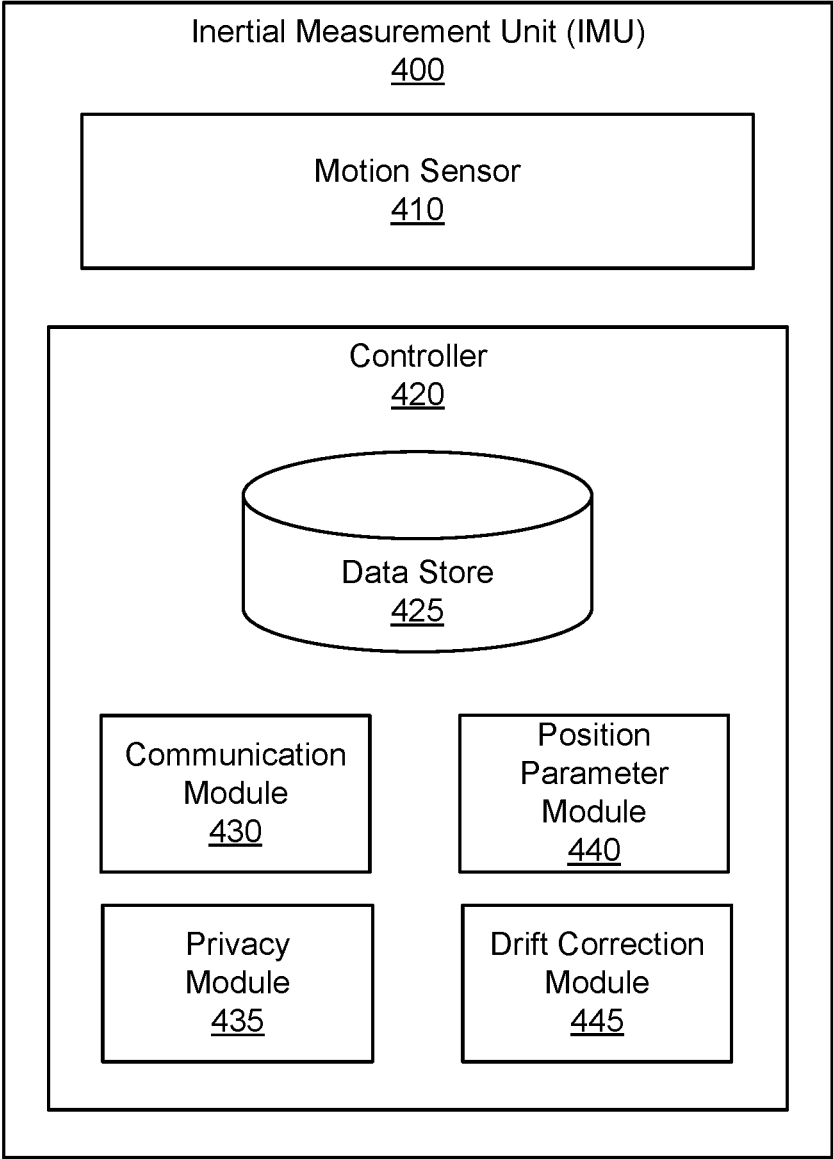 Inertial Measurement Unit (IMU)
400
Motion Sensor
410
Controller
420
Data Store
425
Communication
Module
430
Position
Parameter
Module
440
Privacy
Module
435
Drift Correction
Module
445